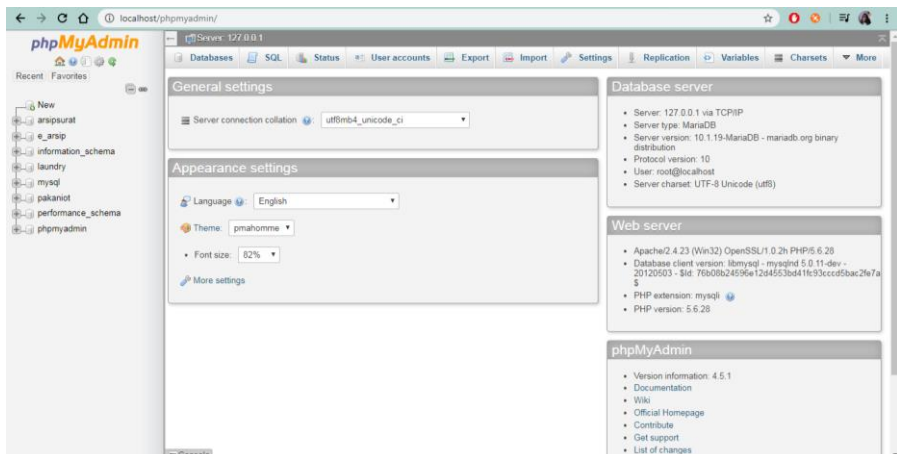 localhost/phpmyadmin/
phpMyAdmin
Recent Favorites
New
arsipsurat
e_arsip
information_schema
laundry
mysql
pakaniot
performance_schema
phpmyadmin
Server: 127.0.0.1
Databases SQL Status User accounts Export Import Settings Replication Variables Charsets More
General settings
Server connection collation : utf8mb4_unicode_ci
Appearance settings
Language : English
Theme: pmahomme
Font size: 82%
More settings
Database server
Server: 127.0.0.1 via TCP/IP
Server type: MariaDB
Server version: 10.1.19-MariaDB - mariadb.org binary
distribution
Protocol version: 10
User: root@localhost
Server charset: UTF-8 Unicode (utf8)
Web server
Apache/2.4.23 (Win32) OpenSSL/1.0.2h PHP/5.6.28
Database client version: libmysql - mysqlnd 5.0.11-dev -
20120503 - $Id: 76b08b24596e12d4553bd41fc93cccd5bac2fe7a
$
PHP extension: mysqli
PHP version: 5.6.28
phpMyAdmin
Version information: 4.5.1
Documentation
Wiki
Official Homepage
Contribute
Get support
List of changes